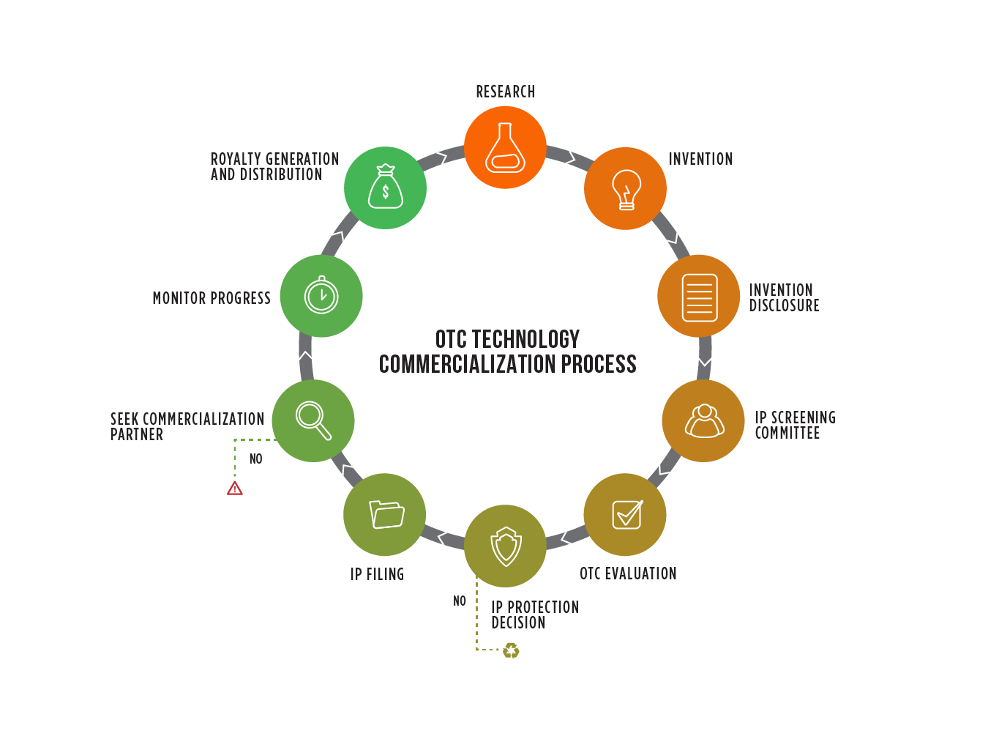 RESEARCH
INVENTION
INVENTION
DISCLOSURE
IP SCREENING
COMMITTEE
OTC EVALUATION
IP PROTECTION
DECISION
NO
IP FILING
SEEK COMMERCIALIZATION
PARTNER
NO
!
MONITOR PROGRESS
ROYALTY GENERATION
AND DISTRIBUTION
$
OTC TECHNOLOGY
COMMERCIALIZATION PROCESS